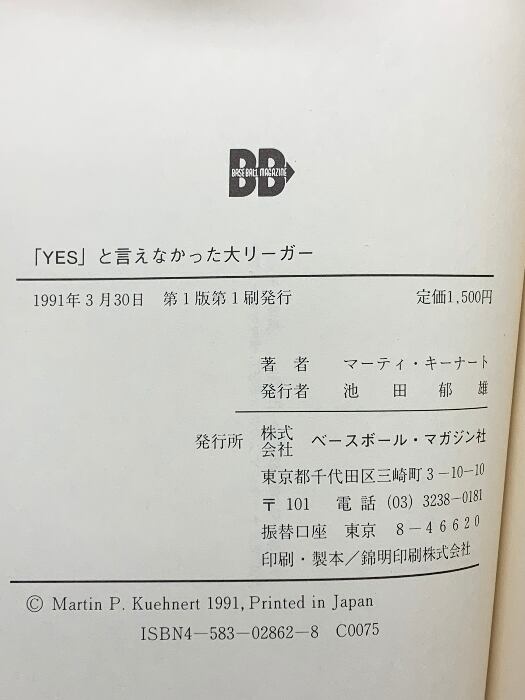 BB
BASEBALL MAGAZINE
「YES」と言えなかった大リーガー
1991年3月30日　第1版第1刷発行　定価1,500円
著者　マーティ・キーナート
発行者　池田郁雄
発行所　株式会社　ベースボール・マガジン社
東京都千代田区三崎町3-10-10
〒101　電話 (03) 3238-0181
振替口座　東京　8-46620
印刷・製本／錦明印刷株式会社
© Martin P. Kuehnert 1991, Printed in Japan
ISBN4-583-02862-8　C0075